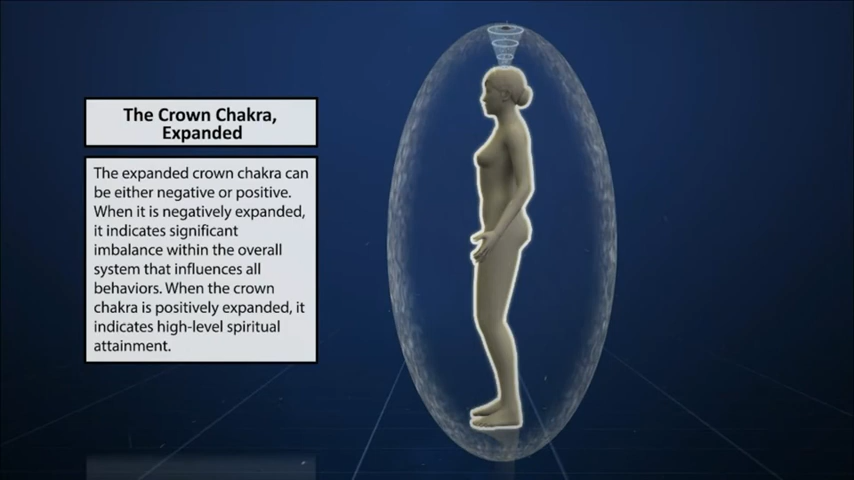 The Crown Chakra,
Expanded
The expanded crown chakra can
be either negative or positive.
When it is negatively expanded,
it indicates significant
imbalance within the overall
system that influences all
behaviors. When the crown
chakra is positively expanded, it
indicates high-level spiritual
attainment.